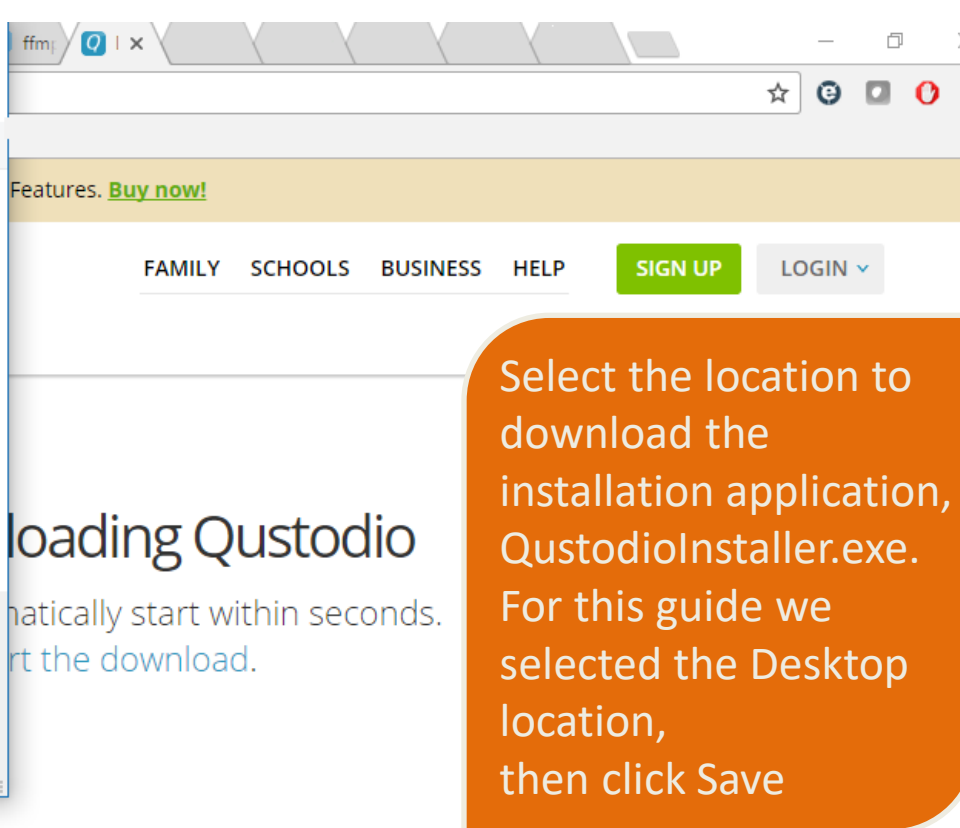 ffm
Features. Buy now!
FAMILY SCHOOLS BUSINESS HELP SIGN UP LOGIN
loading Qustodio
natically start within seconds.
rt the download.
Select the location to
download the
installation application,
QustodioInstaller.exe.
For this guide we
selected the Desktop
location,
then click Save